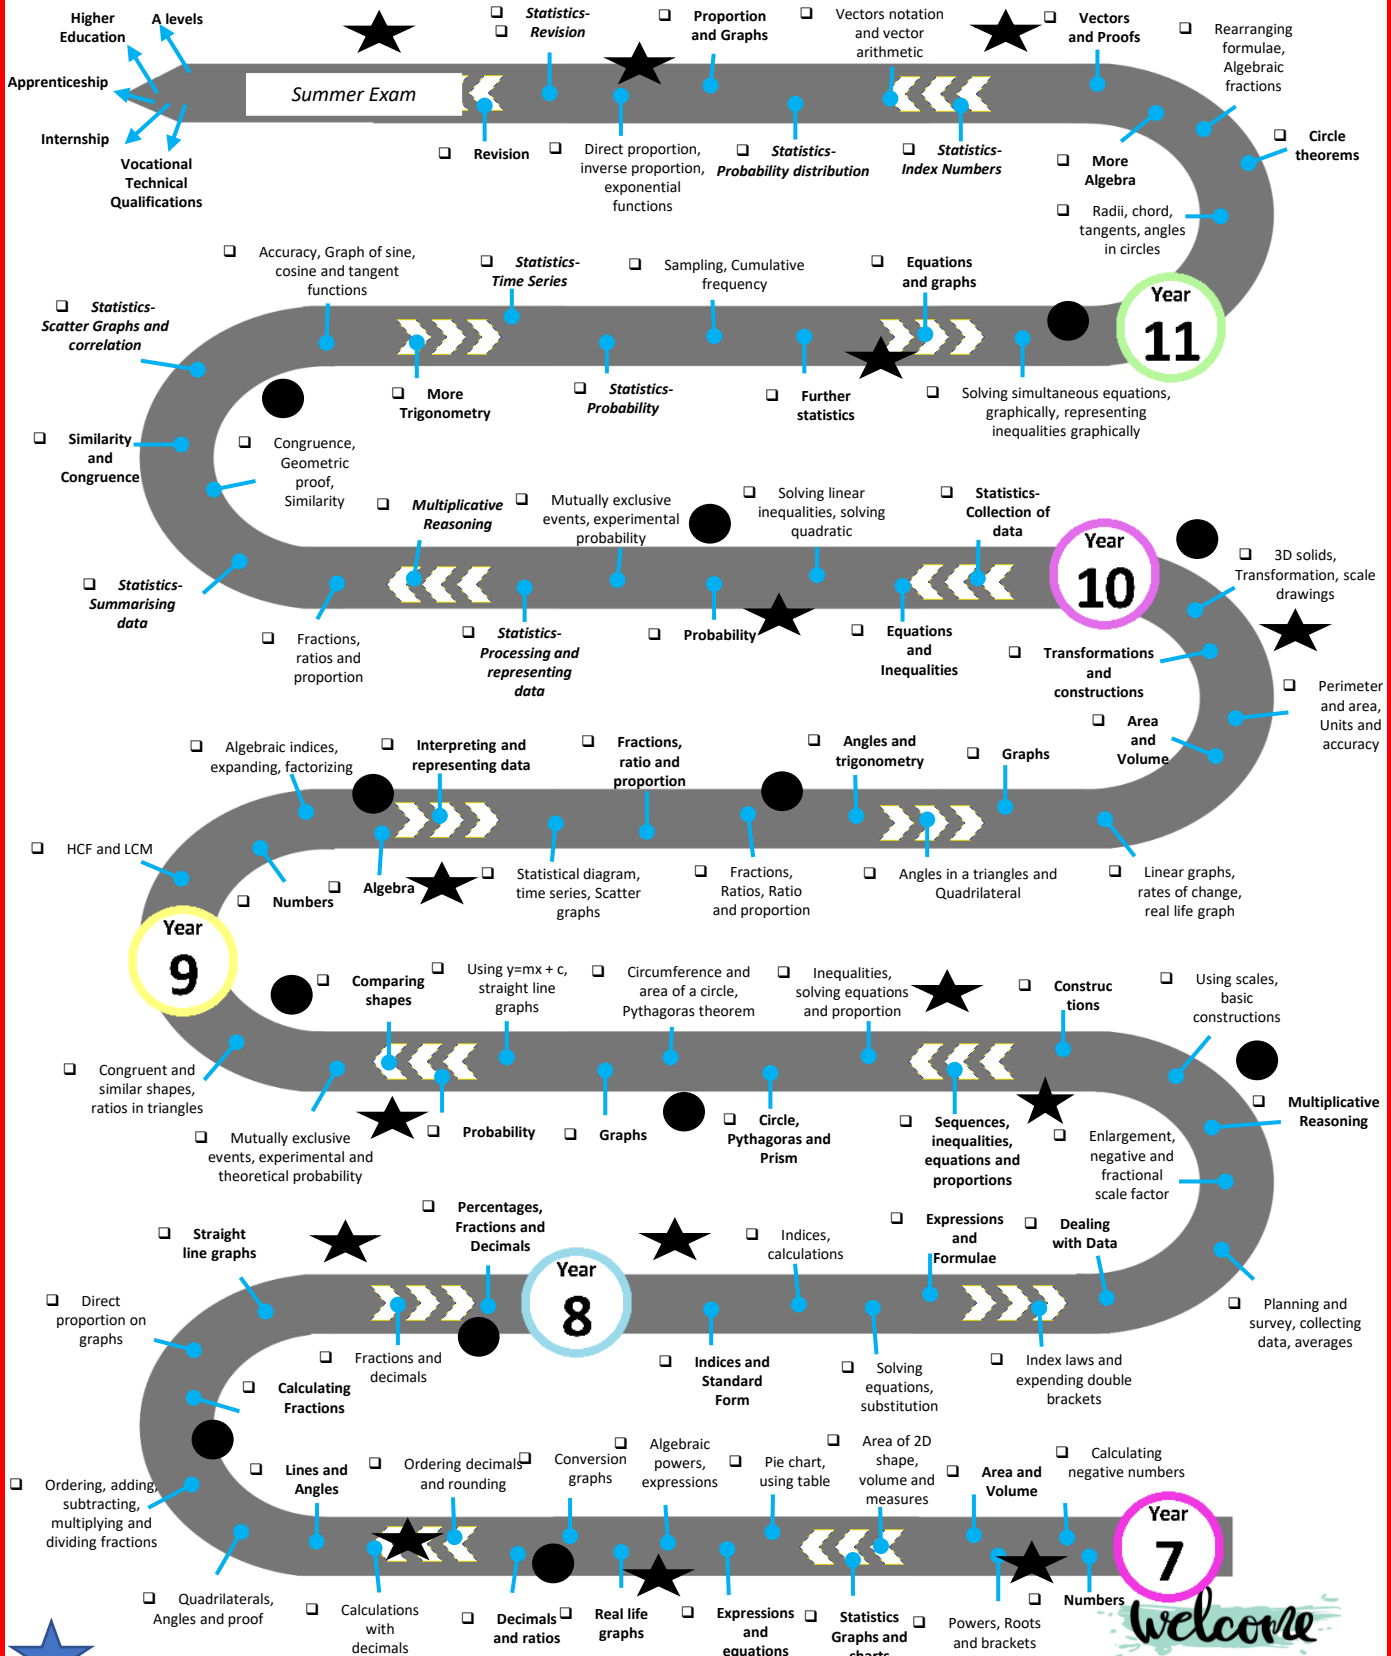 Higher
Education
A levels
Apprenticeship
Internship
Vocational
Technical
Qualifications
Summer Exam
Statistics-
Revision
Proportion
and Graphs
Vectors notation
and vector
arithmetic
Vectors
and Proofs
Rearranging
formulae,
Algebraic
fractions
Revision
Direct proportion,
inverse proportion,
exponential
functions
Statistics-
Probability distribution
Statistics-
Index Numbers
More
Algebra
Circle
theorems
Radii, chord,
tangents, angles
in circles
Accuracy, Graph of sine,
cosine and tangent
functions
Statistics-
Time Series
Sampling, Cumulative
frequency
Equations
and graphs
Year
11
Statistics-
Scatter Graphs and
correlation
More
Trigonometry
Statistics-
Probability
Further
statistics
Solving simultaneous equations,
graphically, representing
inequalities graphically
Similarity
and
Congruence
Congruence,
Geometric
proof,
Similarity
Multiplicative
Reasoning
Mutually exclusive
events, experimental
probability
Solving linear
inequalities, solving
quadratic
Statistics-
Collection of
data
Year
10
3D solids,
Transformation, scale
drawings
Statistics-
Summarising
data
Fractions,
ratios and
proportion
Statistics-
Processing and
representing
data
Probability
Equations
and
Inequalities
Transformations
and
constructions
Perimeter
and area,
Units and
accuracy
Area
and
Volume
Algebraic indices,
expanding, factorizing
Interpreting and
representing data
Fractions,
ratio and
proportion
Angles and
trigonometry
Graphs
HCF and LCM
Numbers
Algebra
Statistical diagram,
time series, Scatter
graphs
Fractions,
Ratios, Ratio
and proportion
Angles in a triangles and
Quadrilateral
Linear graphs,
rates of change,
real life graph
Year
9
Comparing
shapes
Using y=mx + c,
straight line
graphs
Circumference and
area of a circle,
Pythagoras theorem
Inequalities,
solving equations
and proportion
Construc
tions
Using scales,
basic
constructions
Congruent and
similar shapes,
ratios in triangles
Mutually exclusive
events, experimental and
theoretical probability
Probability
Graphs
Circle,
Pythagoras and
Prism
Sequences,
inequalities,
equations and
proportions
Enlargement,
negative and
fractional
scale factor
Multiplicative
Reasoning
Straight
line graphs
Percentages,
Fractions and
Decimals
Year
8
Indices,
calculations
Expressions
and
Formulae
Dealing
with Data
Direct
proportion on
graphs
Fractions and
decimals
Indices and
Standard
Form
Solving
equations,
substitution
Index laws and
expending double
brackets
Planning and
survey, collecting
data, averages
Calculating
Fractions
Ordering, adding,
subtracting,
multiplying and
dividing fractions
Lines and
Angles
Ordering decimals
and rounding
Conversion
graphs
Algebraic
powers,
expressions
Pie chart,
using table
Area of 2D
shape,
volume and
measures
Area and
Volume
Calculating
negative numbers
Year
7
Quadrilaterals,
Angles and proof
Calculations
with
decimals
Decimals
and ratios
Real life
graphs
Expressions
and
equations
Statistics
Graphs and
charts
Powers, Roots
and brackets
Numbers
welcome